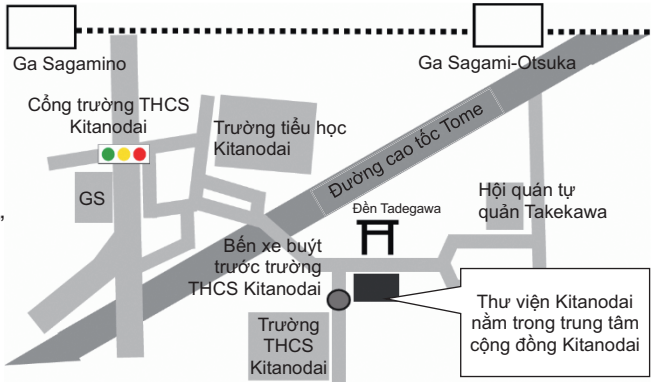 Ga Sagamino
Ga Sagami-Otsuka
Cổng trường THCS
Kitanodai
Trường tiểu học
Kitanodai
Đường cao tốc Tome
GS
,
Đền Tadegawa
Hội quán tự
quản Takekawa
Bến xe buýt
trước trường
THCS Kitanodai
Trường
THCS
Kitanodai
Thư viện Kitanodai
nằm trong trung tâm
cộng đồng Kitanodai